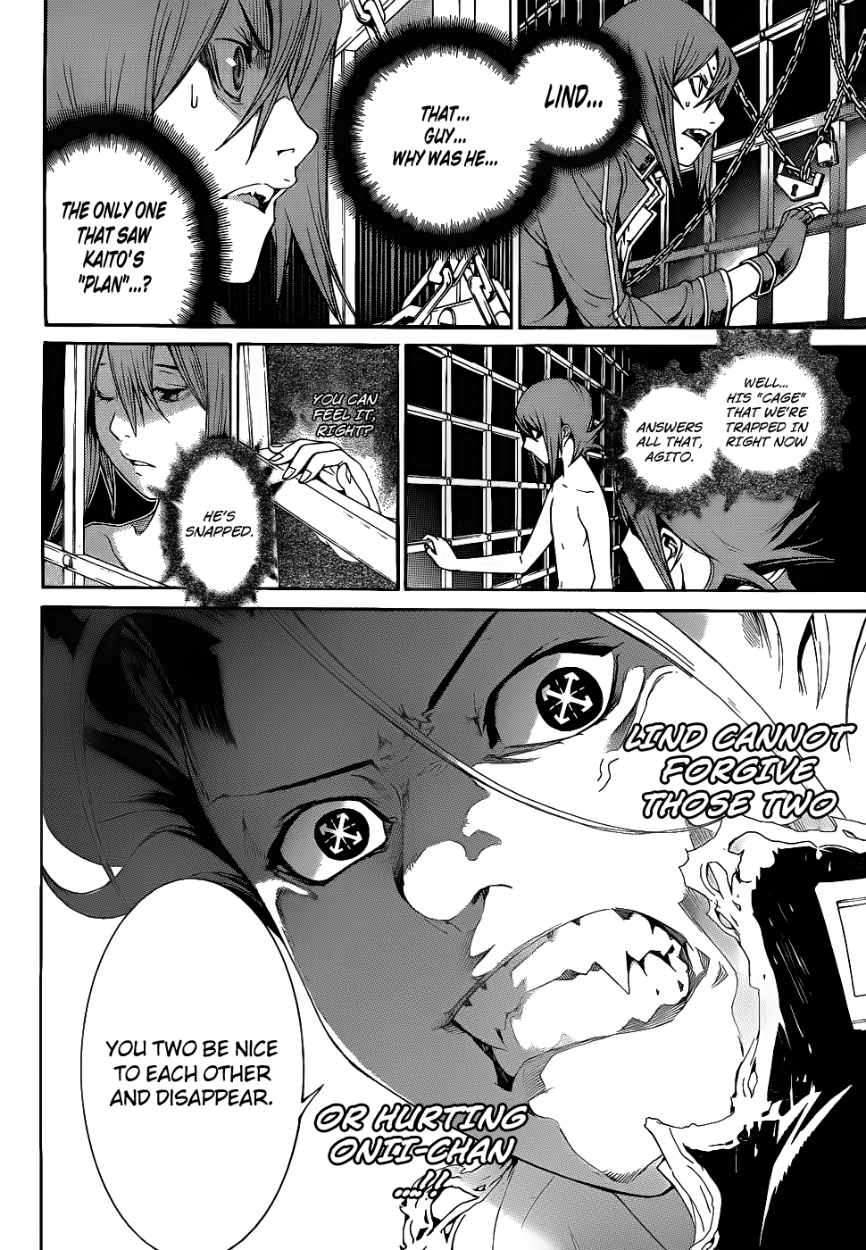 LIND...
THAT...
GUY...
WHY WAS HE...
THE ONLY ONE
THAT SAW
KAITO'S
"PLAN"...?
WELL...
HIS "CAGE"
THAT WE'RE
TRAPPED IN
RIGHT NOW
ANSWERS
ALL THAT,
AGITO.
YOU CAN
FEEL IT,
RIGHT?
HE'S
SNAPPED.
LIND CANNOT
FORGIVE
THOSE TWO
OR HURTING
ONII-CHAN
...!!
YOU TWO BE NICE
TO EACH OTHER
AND DISAPPEAR.